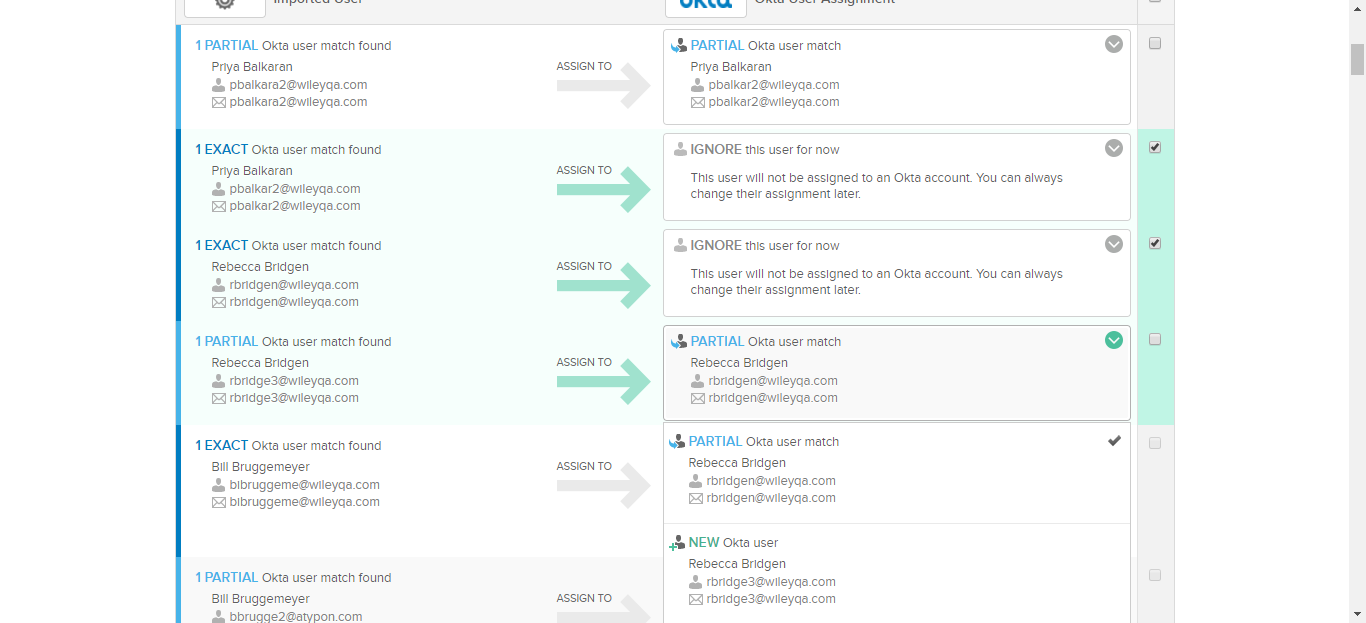 Imported User
okta
Okta User Assignment
1 PARTIAL Okta user match found
Priya Balkaran
pbalkara2@wileyqa.com
pbalkara2@wileyqa.com
ASSIGN TO
PARTIAL Okta user match
Priya Balkaran
pbalkar2@wileyqa.com
pbalkar2@wileyqa.com
1 EXACT Okta user match found
Priya Balkaran
pbalkar2@wileyqa.com
pbalkar2@wileyqa.com
ASSIGN TO
IGNORE this user for now
This user will not be assigned to an Okta account. You can always
change their assignment later.
1 EXACT Okta user match found
Rebecca Bridgen
rbridgen@wileyqa.com
rbridgen@wileyqa.com
ASSIGN TO
IGNORE this user for now
This user will not be assigned to an Okta account. You can always
change their assignment later.
1 PARTIAL Okta user match found
Rebecca Bridgen
rbridge3@wileyqa.com
rbridge3@wileyqa.com
ASSIGN TO
PARTIAL Okta user match
Rebecca Bridgen
rbridgen@wileyqa.com
rbridgen@wileyqa.com
1 EXACT Okta user match found
Bill Bruggemeyer
bibruggeme@wileyqa.com
bibruggeme@wileyqa.com
ASSIGN TO
PARTIAL Okta user match
Rebecca Bridgen
rbridgen@wileyqa.com
rbridgen@wileyqa.com
NEW Okta user
Rebecca Bridgen
rbridge3@wileyqa.com
rbridge3@wileyqa.com
1 PARTIAL Okta user match found
Bill Bruggemeyer
bbrugge2@atypon.com
ASSIGN TO